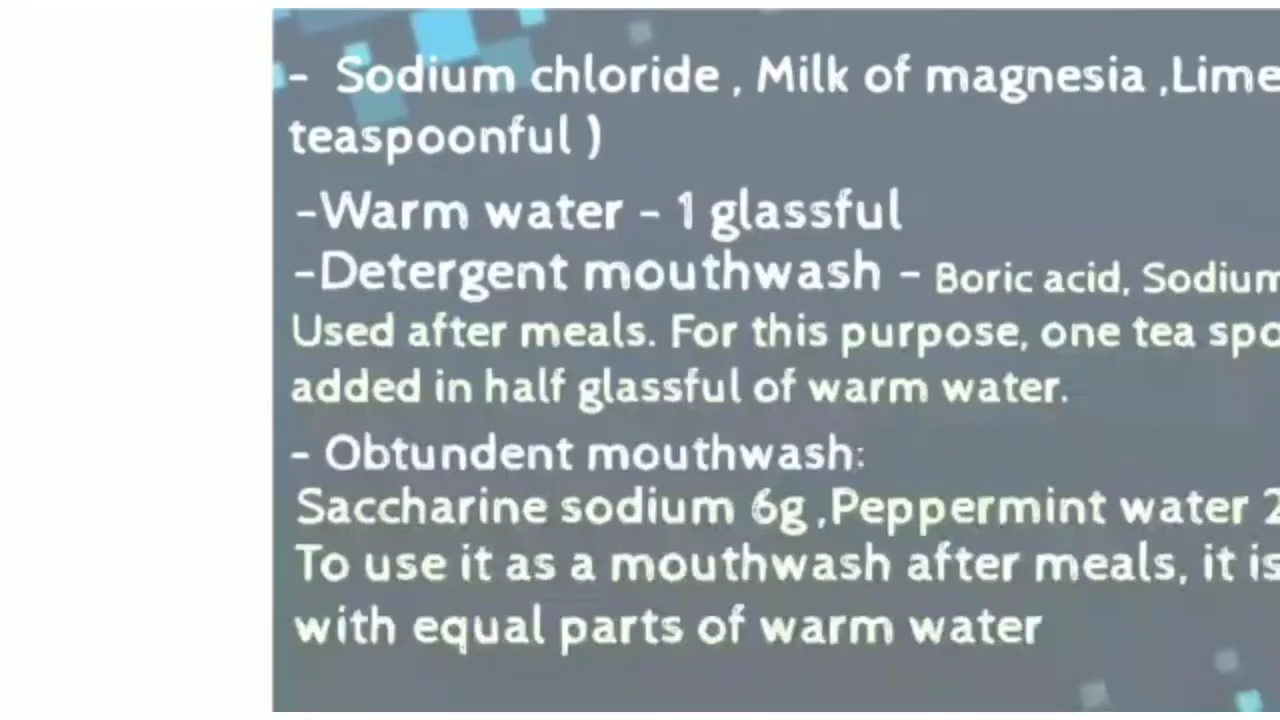 - Sodium chloride , Milk of magnesia ,Lime
teaspoonful )
-Warm water - 1 glassful
-Detergent mouthwash - Boric acid, Sodium
Used after meals. For this purpose, one tea spo
added in half glassful of warm water.
- Obtundent mouthwash:
Saccharine sodium 6g ,Peppermint water 2
To use it as a mouthwash after meals, it is
with equal parts of warm water